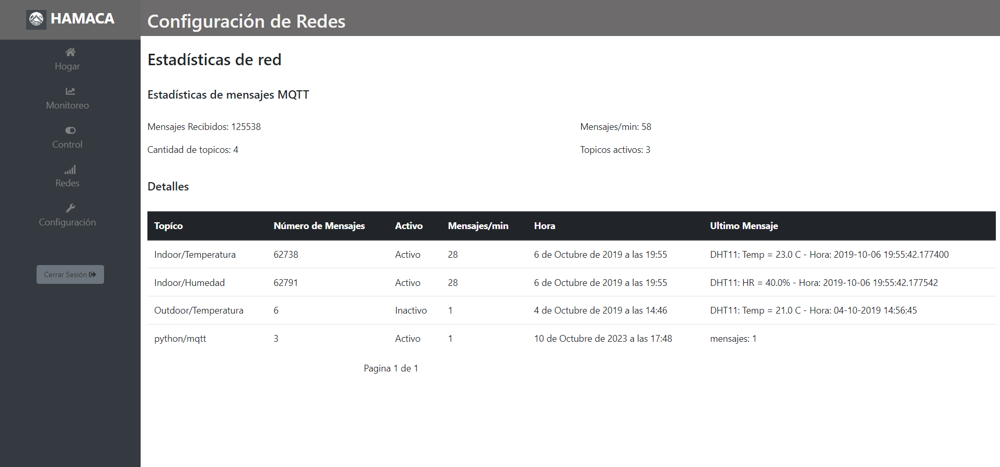 HAMACA
Configuración de Redes
Hogar
Monitoreo
Control
Redes
Configuración
Cerrar Sesión
Estadísticas de red
Estadísticas de mensajes MQTT
Mensajes Recibidos: 125538 Mensajes/min: 58
Cantidad de topicos: 4 Topicos activos: 3
Detalles
Topíco Número de Mensajes Activo Mensajes/min Hora Ultimo Mensaje
Indoor/Temperatura 62738 Activo 28 6 de Octubre de 2019 a las 19:55 DHT11: Temp = 23.0 C - Hora: 2019-10-06 19:55:42.177400
Indoor/Humedad 62791 Activo 28 6 de Octubre de 2019 a las 19:55 DHT11: HR = 40.0% - Hora: 2019-10-06 19:55:42.177542
Outdoor/Temperatura 6 Inactivo 1 4 de Octubre de 2019 a las 14:46 DHT11: Temp = 21.0 C - Hora: 04-10-2019 14:56:45
python/mqtt 3 Activo 1 10 de Octubre de 2023 a las 17:48 mensajes: 1
Pagina 1 de 1